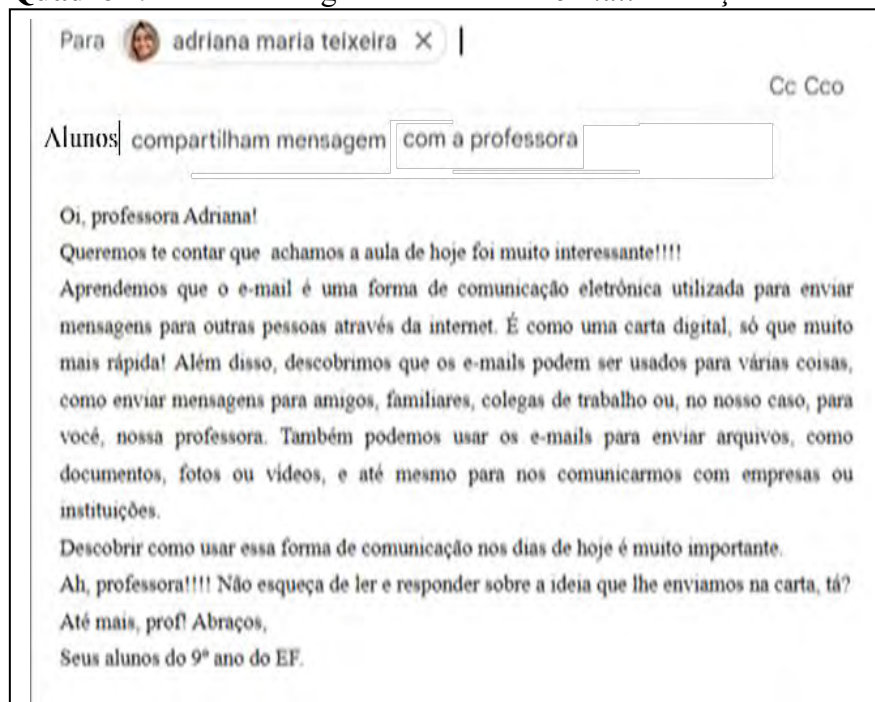 Para adriana maria teixeira ×
Cc Cco
Alunos compartilham mensagem com a professora
Oi, professora Adriana!
Queremos te contar que achamos a aula de hoje foi muito interessante!!!!
Aprendemos que o e-mail é uma forma de comunicação eletrônica utilizada para enviar
mensagens para outras pessoas através da internet. É como uma carta digital, só que muito
mais rápida! Além disso, descobrimos que os e-mails podem ser usados para várias coisas,
como enviar mensagens para amigos, familiares, colegas de trabalho ou, no nosso caso, para
você, nossa professora. Também podemos usar os e-mails para enviar arquivos, como
documentos, fotos ou vídeos, e até mesmo para nos comunicarmos com empresas ou
instituições.
Descobrir como usar essa forma de comunicação nos dias de hoje é muito importante.
Ah, professora!!!! Não esqueça de ler e responder sobre a ideia que lhe enviamos na carta, tá?
Até mais, prof! Abraços,
Seus alunos do 9º ano do EF.